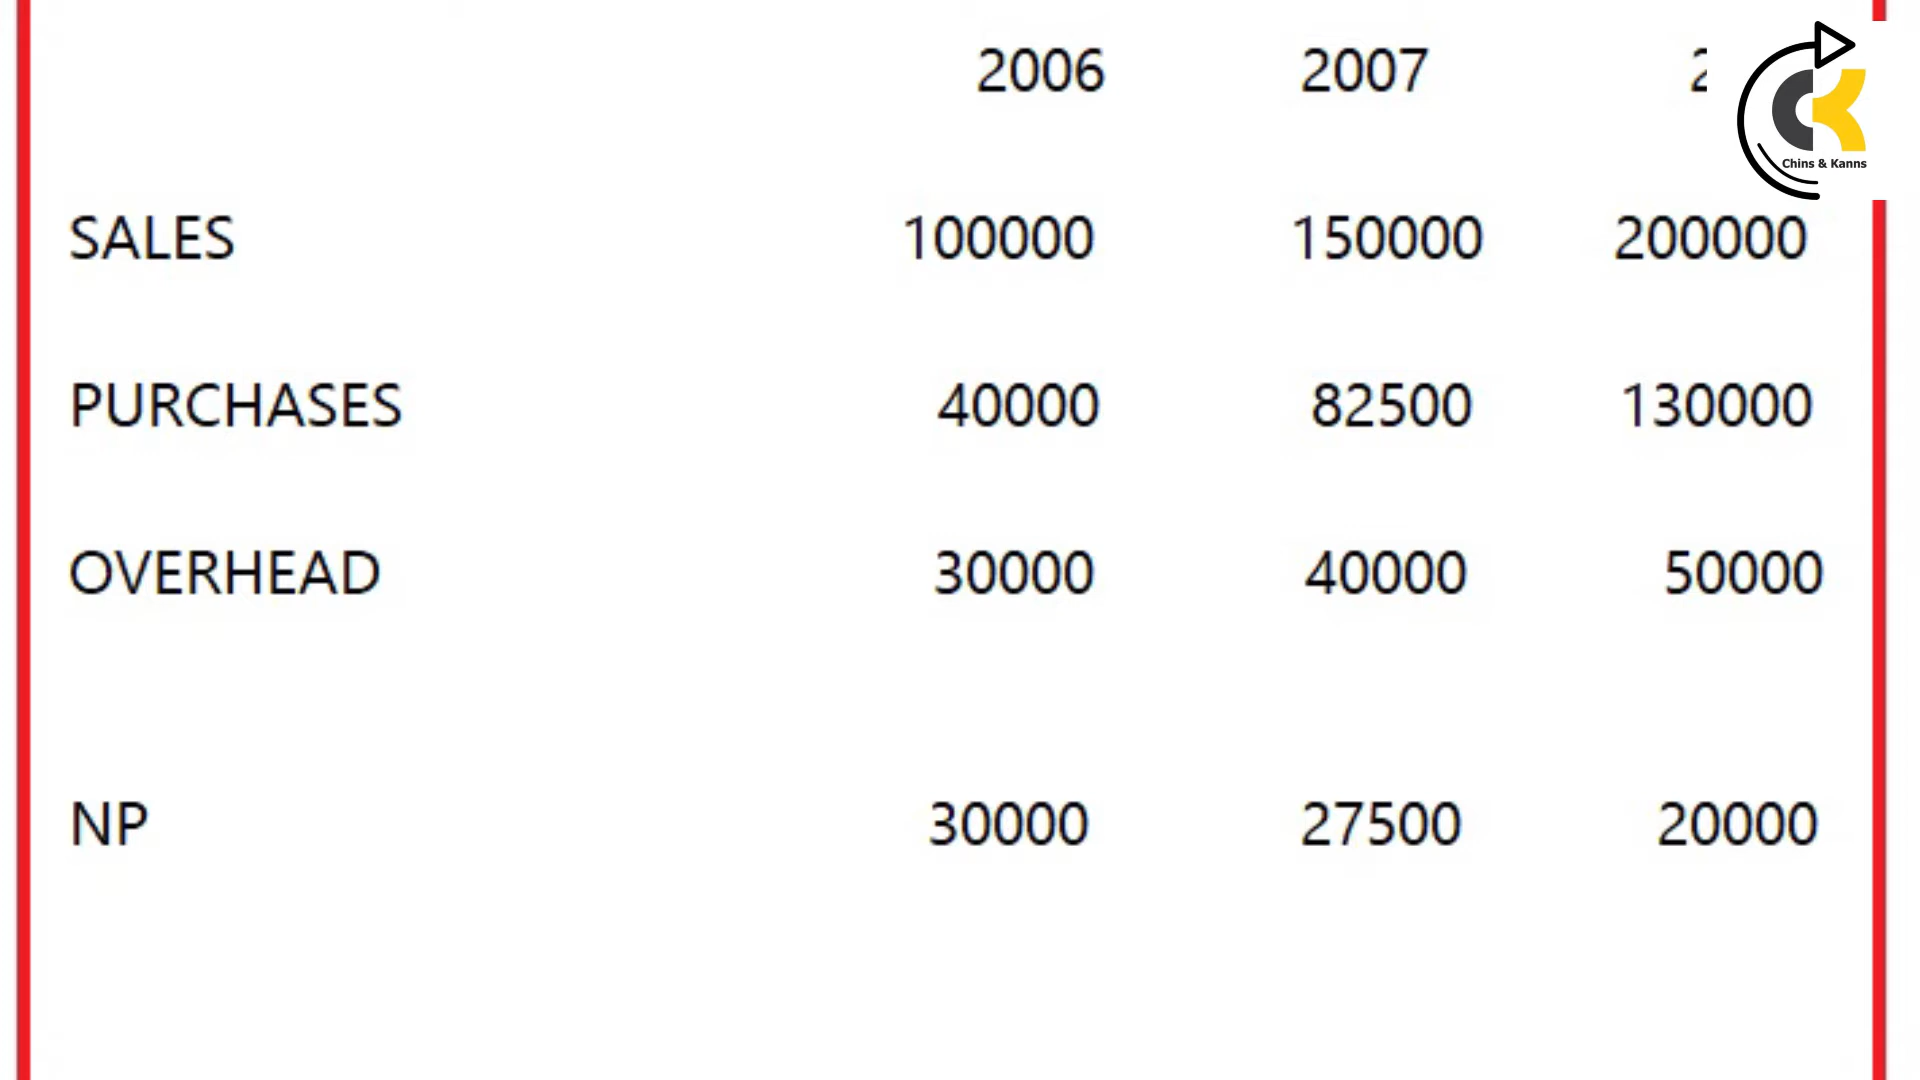 2006 2007
Chins & Kanns
SALES 100000 150000 200000
PURCHASES 40000 82500 130000
OVERHEAD 30000 40000 50000
NP 30000 27500 20000